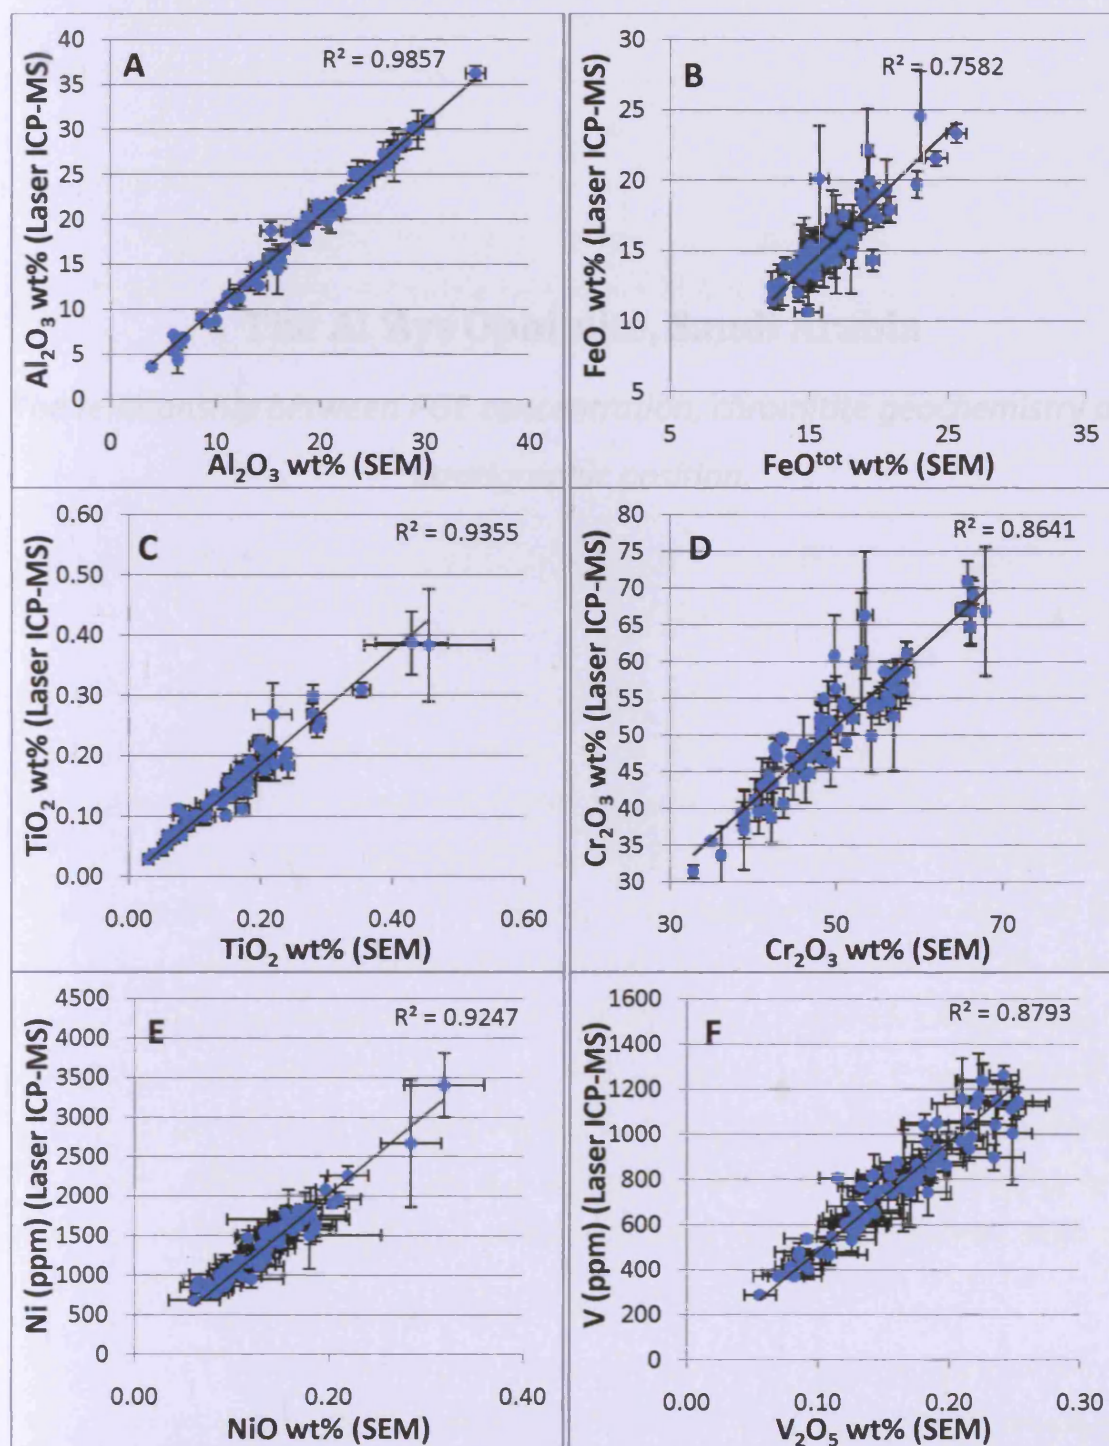 A
R² = 0.9857
40
35
30
25
20
15
10
5
0
0 10 20 30 40
Al₂O₃ wt% (Laser ICP-MS)
Al₂O₃ wt% (SEM)
B
R² = 0.7582
30
25
20
15
10
5
5 15 25 35
FeO wt% (Laser ICP-MS)
FeOᵗᵒᵗ wt% (SEM)
C
R² = 0.9355
0.60
0.50
0.40
0.30
0.20
0.10
0.00
0.00 0.20 0.40 0.60
TiO₂ wt% (Laser ICP-MS)
TiO₂ wt% (SEM)
D
R² = 0.8641
80
75
70
65
60
55
50
45
40
35
30
30 50 70
Cr₂O₃ wt% (Laser ICP-MS)
Cr₂O₃ wt% (SEM)
E
R² = 0.9247
4500
4000
3500
3000
2500
2000
1500
1000
500
0
0.00 0.20 0.40
Ni (ppm) (Laser ICP-MS)
NiO wt% (SEM)
F
R² = 0.8793
1600
1400
1200
1000
800
600
400
200
0
0.00 0.10 0.20 0.30
V (ppm) (Laser ICP-MS)
V₂O₅ wt% (SEM)